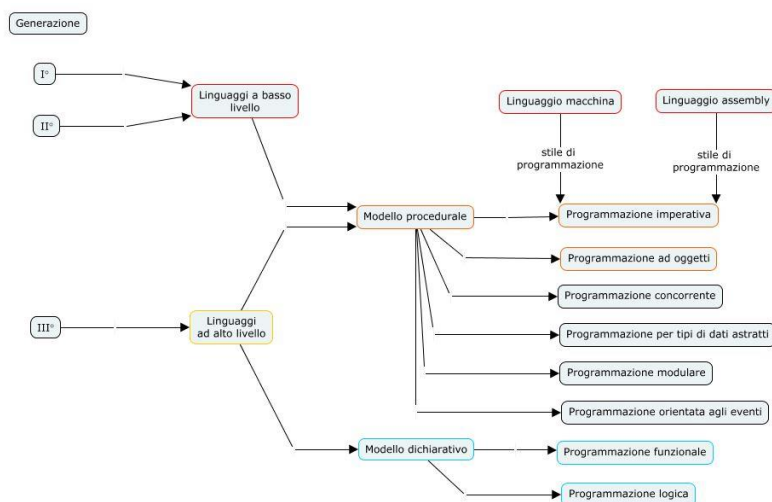 Generazione
I°
II°
Linguaggi a basso
livello
Linguaggio macchina
Linguaggio assembly
stile di
programmazione
stile di
programmazione
Modello procedurale
Programmazione imperativa
Programmazione ad oggetti
Programmazione concorrente
III°
Linguaggi
ad alto livello
Programmazione per tipi di dati astratti
Programmazione modulare
Programmazione orientata agli eventi
Modello dichiarativo
Programmazione funzionale
Programmazione logica